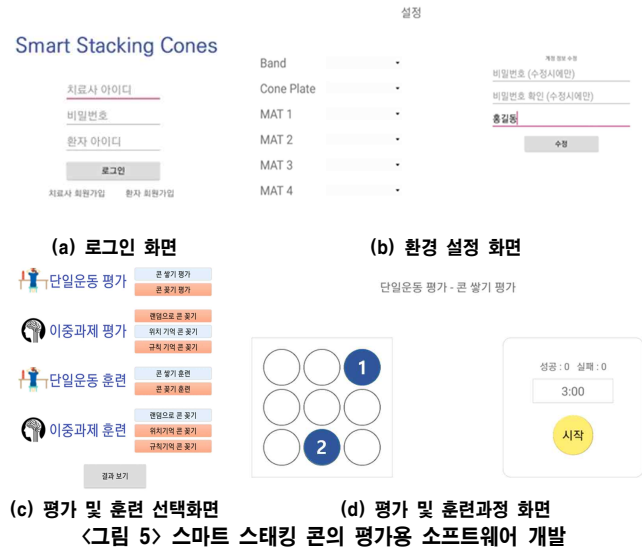 Smart Stacking Cones
치료사 아이디
비밀번호
환자 아이디
로그인
치료사 회원가입 환자 회원가입
(a) 로그인 화면
설정
Band
Cone Plate
MAT 1
MAT 2
MAT 3
MAT 4
계정 정보 수정
비밀번호 (수정시에만)
비밀번호 확인 (수정시에만)
홍길동
수정
(b) 환경 설정 화면
단일운동 평가
콘 쌓기 평가
콘 꽂기 평가
이중과제 평가
랜덤으로 콘 꽂기
위치 기억 콘 꽂기
규칙 기억 콘 꽂기
단일운동 훈련
콘 쌓기 훈련
콘 꽂기 훈련
이중과제 훈련
랜덤으로 콘 꽂기
위치기억 콘 꽂기
규칙기억 콘 꽂기
결과 보기
(c) 평가 및 훈련 선택화면
단일운동 평가 - 콘 쌓기 평가
1
2
성공 : 0 실패 : 0
3:00
시작
(d) 평가 및 훈련과정 화면
<그림 5> 스마트 스태킹 콘의 평가용 소프트웨어 개발